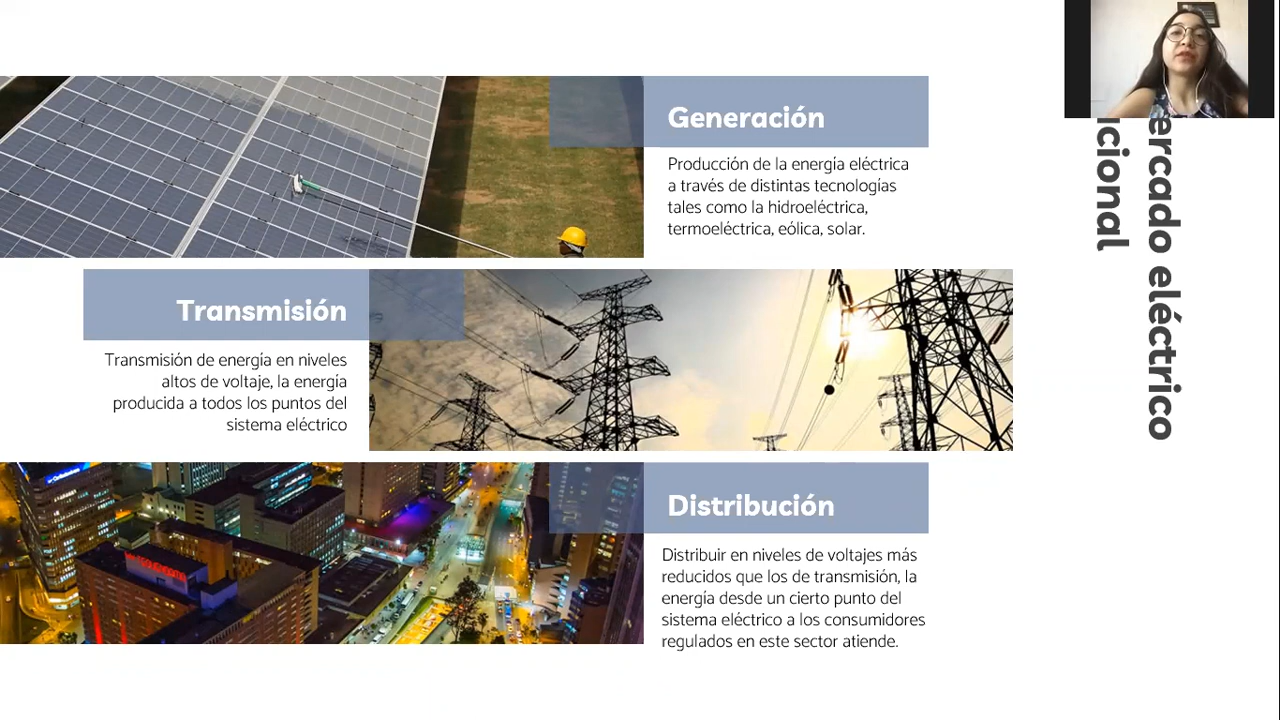 Generación
Producción de la energía eléctrica
a través de distintas tecnologías
tales como la hidroeléctrica,
termoeléctrica, eólica, solar.
Transmisión
Transmisión de energía en niveles
altos de voltaje, la energía
producida a todos los puntos del
sistema eléctrico
Distribución
Distribuir en niveles de voltajes más
reducidos que los de transmisión, la
energía desde un cierto punto del
sistema eléctrico a los consumidores
regulados en este sector atiende.
ercado eléctrico
cional